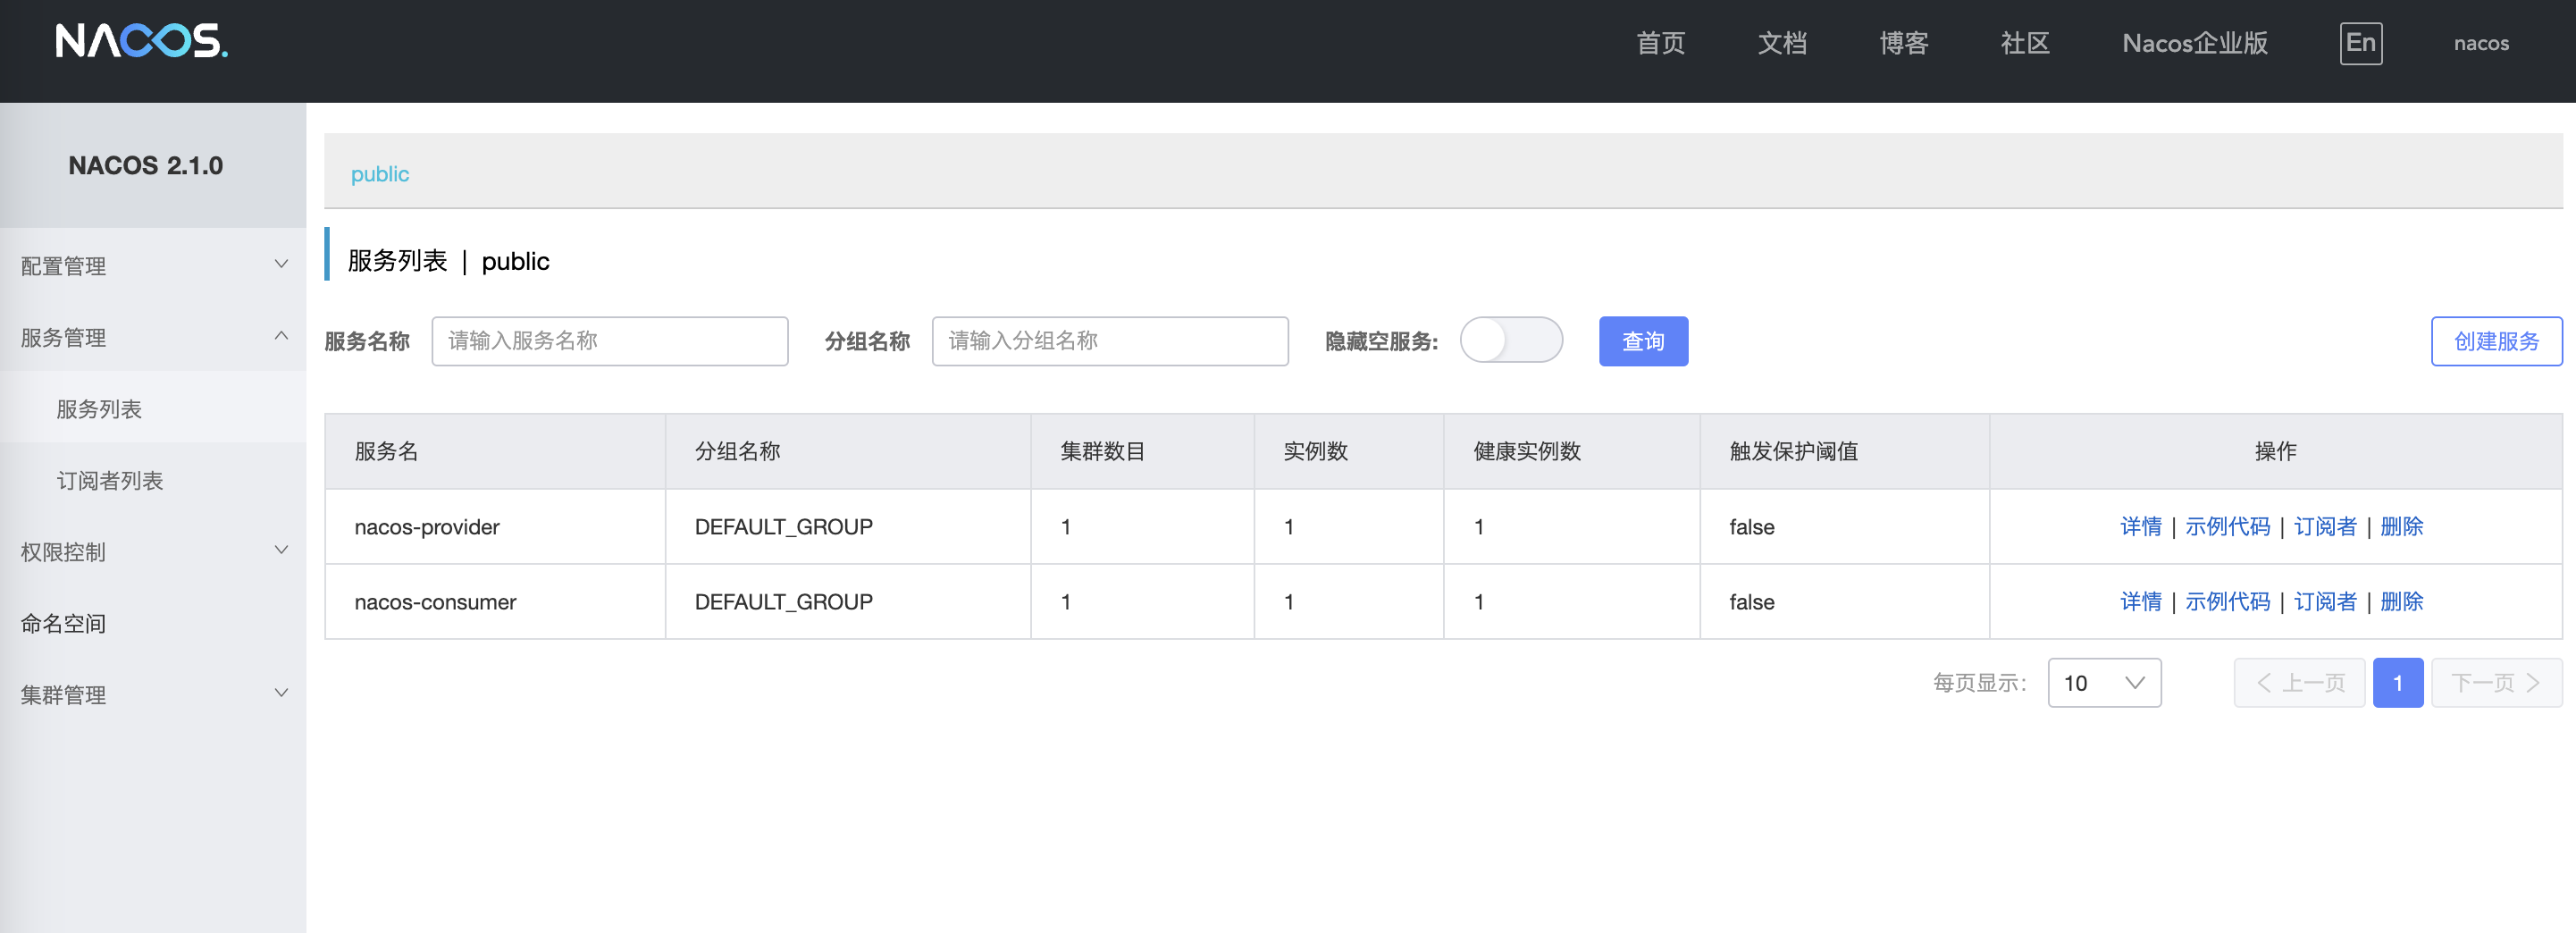 NACOS. 首页 文档 博客 社区 Nacos企业版 En nacos
NACOS 2.1.0
配置管理
服务管理
服务列表
订阅者列表
权限控制
命名空间
集群管理
public
服务列表 | public
服务名称 请输入服务名称 分组名称 请输入分组名称 隐藏空服务: 查询 创建服务
服务名 分组名称 集群数目 实例数 健康实例数 触发保护阈值 操作
nacos-provider DEFAULT_GROUP 1 1 1 false 详情 | 示例代码 | 订阅者 | 删除
nacos-consumer DEFAULT_GROUP 1 1 1 false 详情 | 示例代码 | 订阅者 | 删除
每页显示: 10 上一页 1 下一页